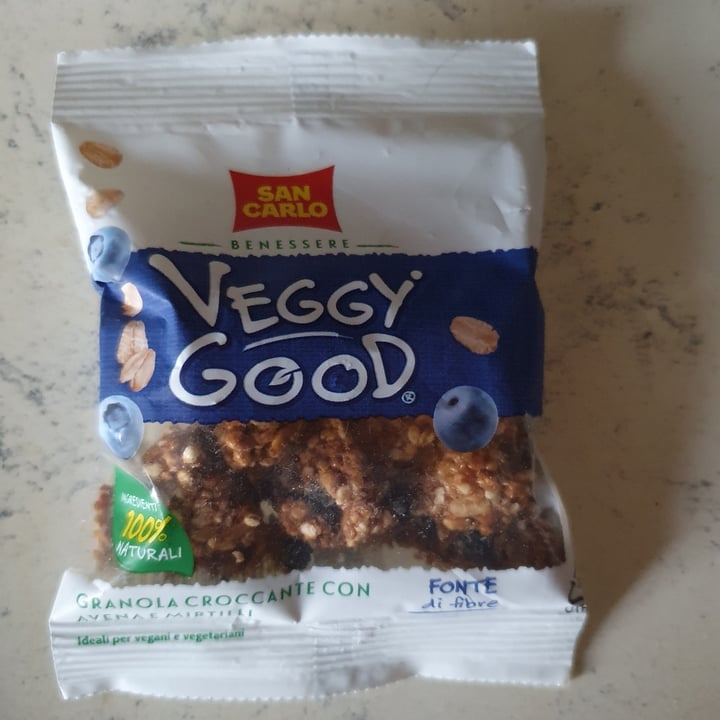 SAN
CARLO
BENESSERE
VEGGY
GOOD®
INGREDIENTI
100%
NATURALI
GRANOLA CROCCANTE CON
AVENA E MIRTILLI
Ideali per vegani e vegetariani
FONTE
di fibre